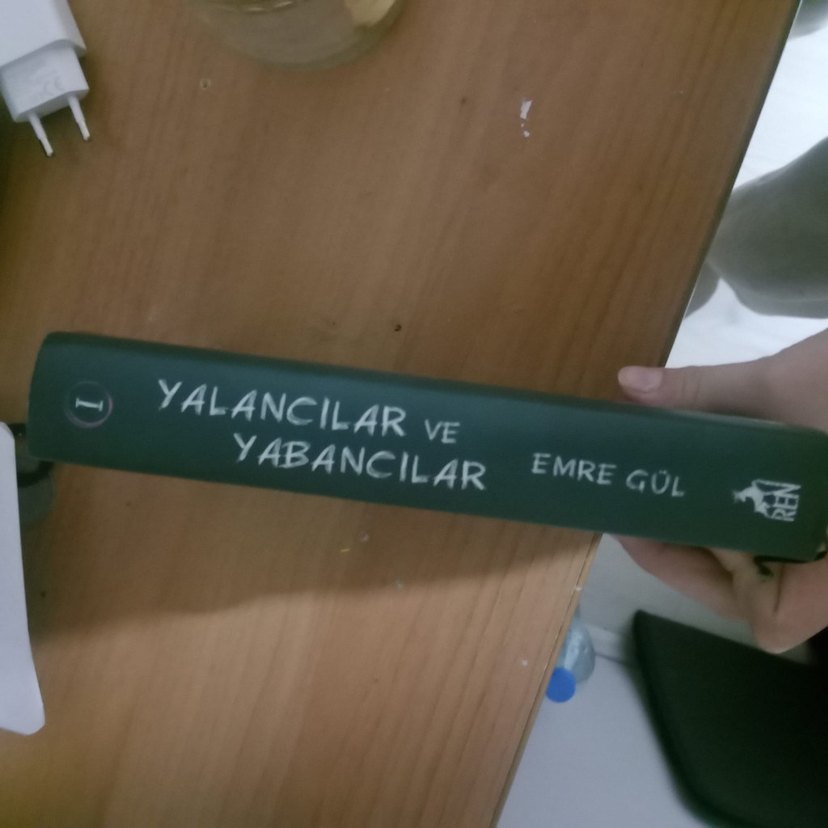 I
YALANCILAR VE
YABANCILAR
EMRE GÜL
REN